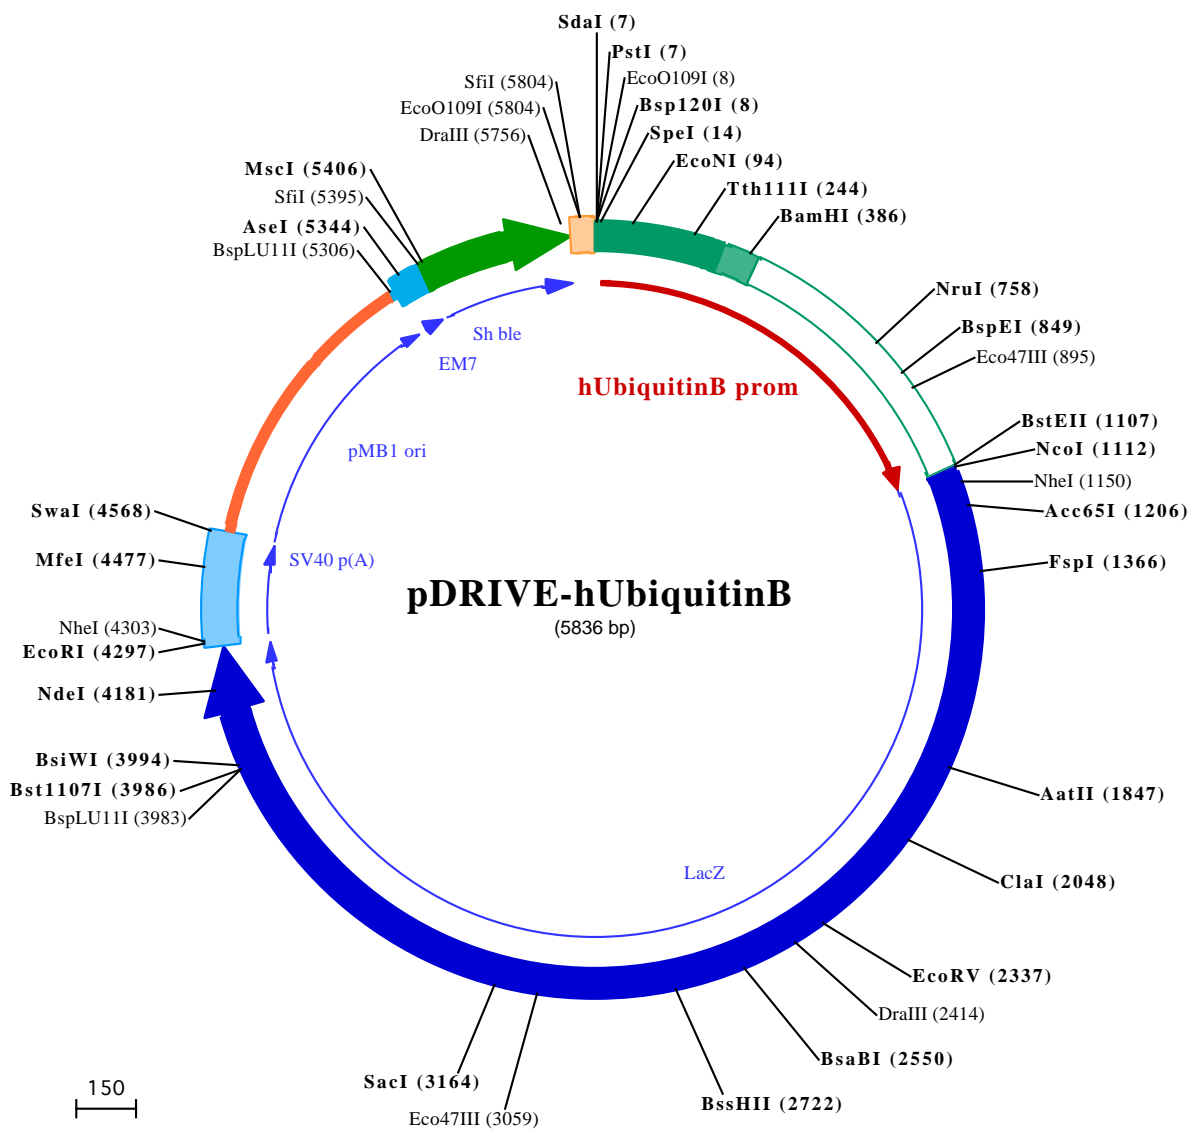 SdaI (7)
PstI (7)
EcoO109I (8)
Bsp120I (8)
SpeI (14)
EcoNI (94)
Tth111I (244)
BamHI (386)
NruI (758)
BspEI (849)
Eco47III (895)
BstEII (1107)
NcoI (1112)
NheI (1150)
Acc65I (1206)
FspI (1366)
AatII (1847)
ClaI (2048)
EcoRV (2337)
DraIII (2414)
BsaBI (2550)
BssHII (2722)
Eco47III (3059)
SacI (3164)
BspLU11I (3983)
Bst1107I (3986)
BsiWI (3994)
NdeI (4181)
EcoRI (4297)
NheI (4303)
MfeI (4477)
SwaI (4568)
BspLU11I (5306)
AseI (5344)
SfiI (5395)
MscI (5406)
DraIII (5756)
EcoO109I (5804)
SfiI (5804)
Sh ble
EM7
hUbiquitinB prom
pMB1 ori
SV40 p(A)
pDRIVE-hUbiquitinB
(5836 bp)
LacZ
150